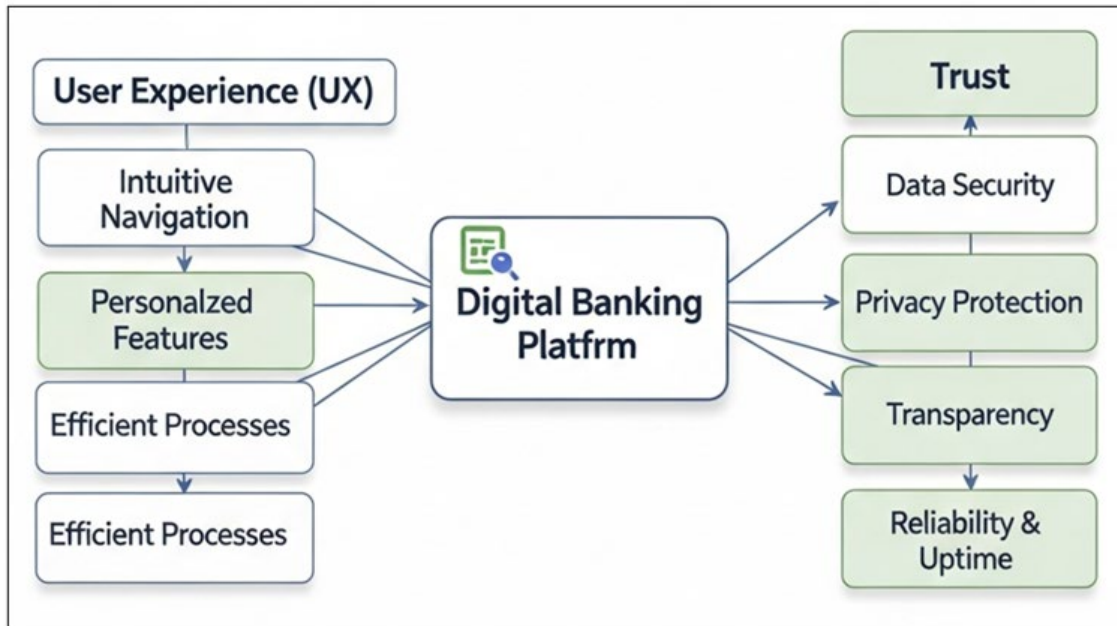 User Experience (UX)
Intuitive
Navigation
Personalzed
Features
Efficient Processes
Efficient Processes
Digital Banking
Platfrm
Trust
Data Security
Privacy Protection
Transparency
Reliability &
Uptime